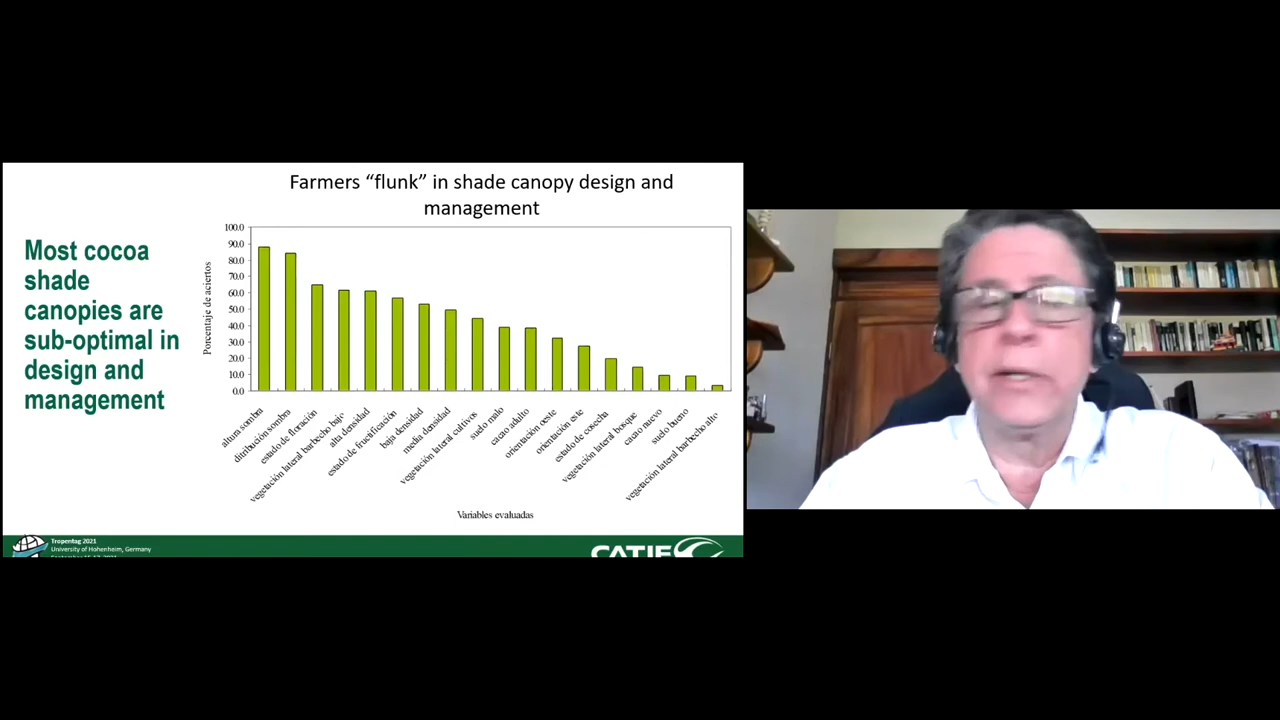 Farmers “flunk” in shade canopy design and
management
Most cocoa
shade
canopies are
sub-optimal in
design and
management
Porcentaje de aciertos
100.0
90.0
80.0
70.0
60.0
50.0
40.0
30.0
20.0
10.0
0.0
altura sombra
ditribución sombra
estado de floración
vegetación lateral barbecho bajo
alta densidad
estado de fructificación
baja densidad
media densidad
vegetación lateral cultivos
suelo malo
cacao adulto
orientación oeste
orientación este
estado de cosecha
vegetación lateral bosque
cacao nuevo
suelo bueno
vegetación lateral barbecho alto
Variables evaluadas
Tropentag 2021
University of Hohenheim, Germany
September 15-17, 2021
CATIE